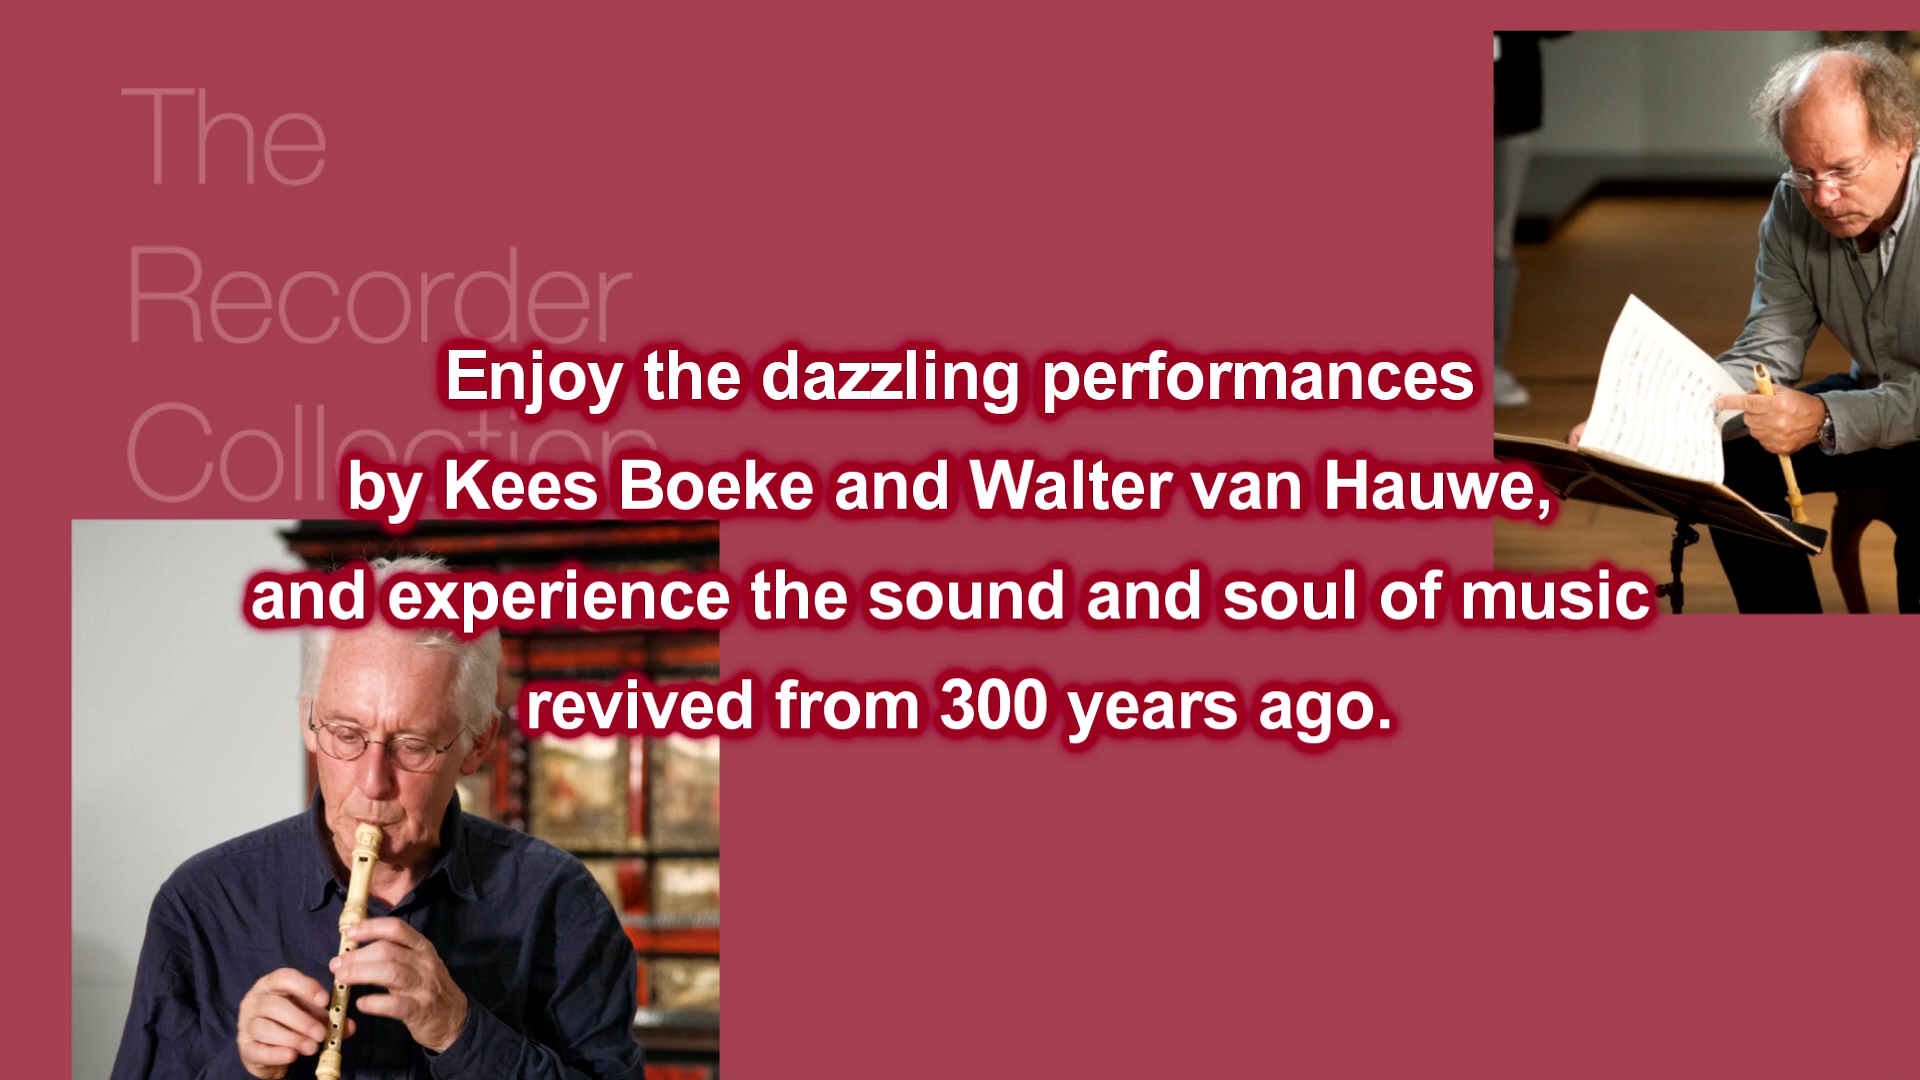 The
Recorder
Collection
Enjoy the dazzling performances
by Kees Boeke and Walter van Hauwe,
and experience the sound and soul of music
revived from 300 years ago.